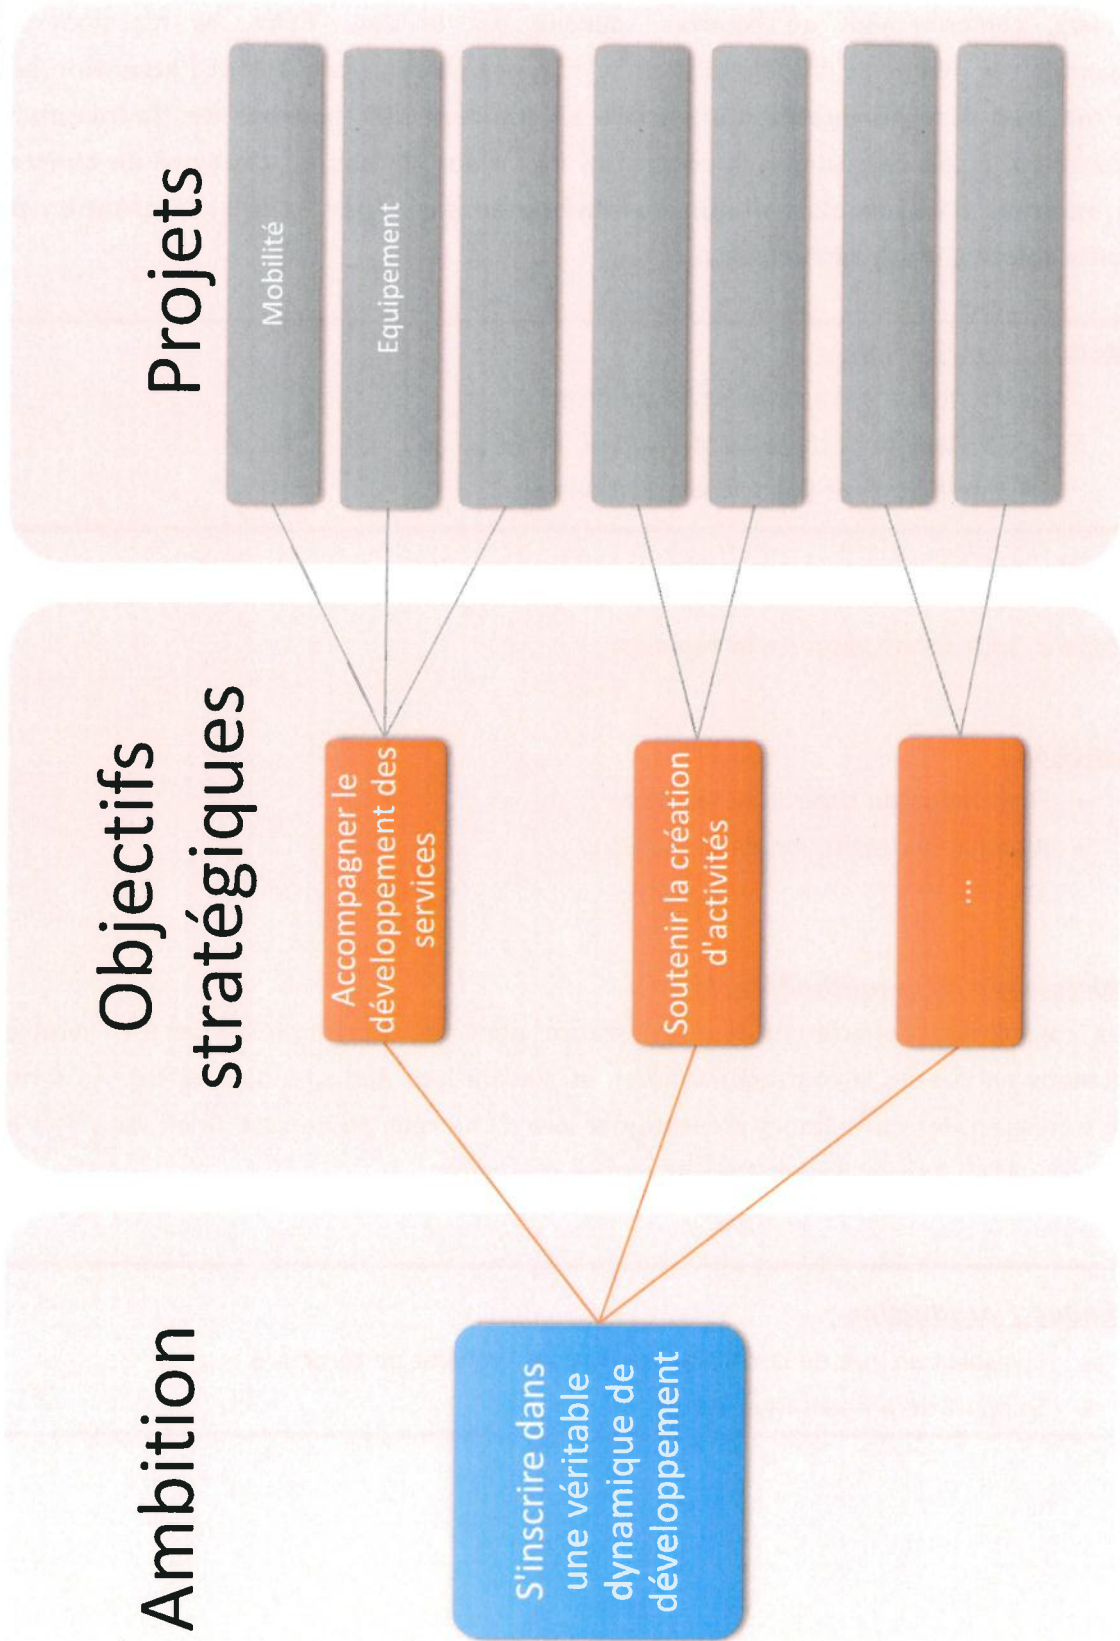 Ambition
S'inscrire dans
une véritable
dynamique de
développement
Objectifs
stratégiques
Accompagner le
développement des
services
Soutenir la création
d'activités
...
Projets
Mobilité
Equipement